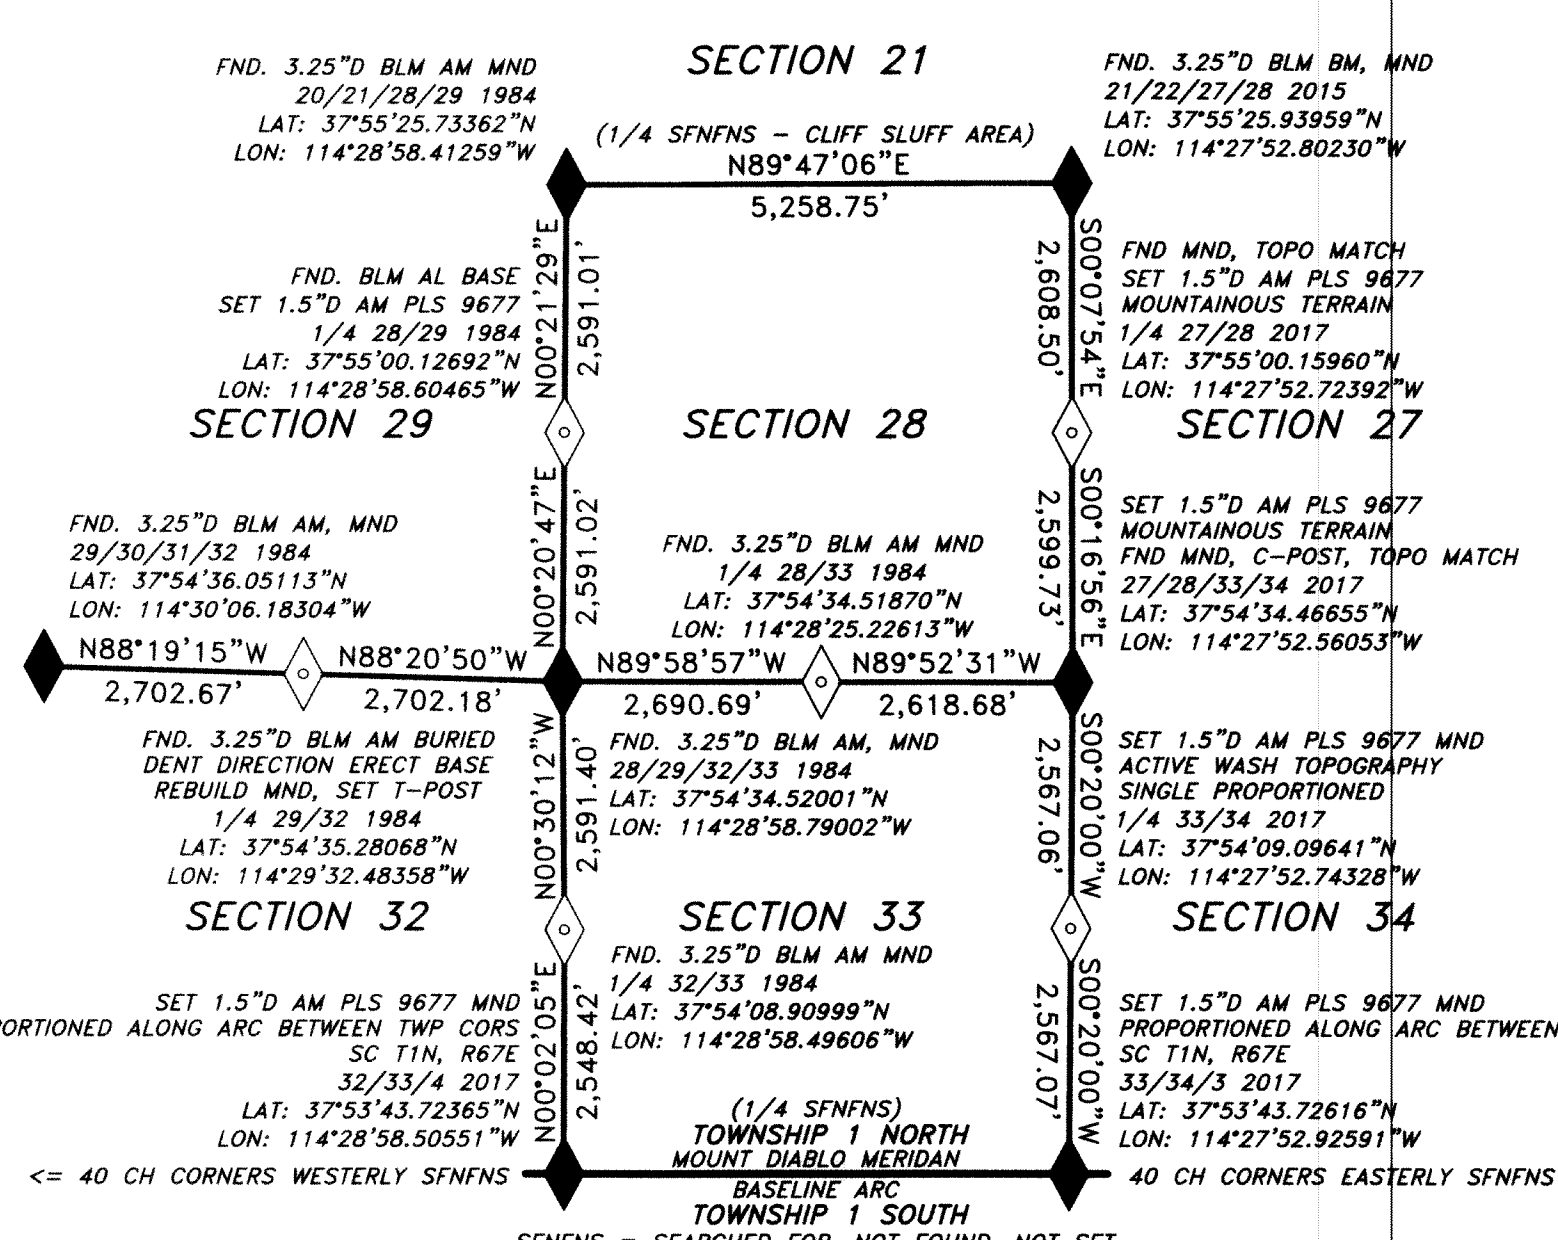 SECTION 21
FND. 3.25"D BLM AM MND
20/21/28/29 1984
LAT: 37°55'25.73362"N
LON: 114°28'58.41259"W
(1/4 SFNFNS - CLIFF SLUFF AREA)
N89°47'06"E
5,258.75'
FND. 3.25"D BLM BM, MND
21/22/27/28 2015
LAT: 37°55'25.93959"N
LON: 114°27'52.80230"W
FND. BLM AL BASE
SET 1.5"D AM PLS 9677
1/4 28/29 1984
LAT: 37°55'00.12692"N
LON: 114°28'58.60465"W
N00°21'29"E
2,591.01'
2,608.50'
S00°07'54"E
FND MND, TOPO MATCH
SET 1.5"D AM PLS 9677
MOUNTAINOUS TERRAIN
1/4 27/28 2017
LAT: 37°55'00.15960"N
LON: 114°27'52.72392"W
SECTION 29
SECTION 28
SECTION 27
FND. 3.25"D BLM AM, MND
29/30/31/32 1984
LAT: 37°54'36.05113"N
LON: 114°30'06.18304"W
N00°20'47"E
2,591.02'
FND. 3.25"D BLM AM MND
1/4 28/33 1984
LAT: 37°54'34.51870"N
LON: 114°28'25.22613"W
2,599.73'
S00°16'56"E
SET 1.5"D AM PLS 9677
MOUNTAINOUS TERRAIN
FND MND, C-POST, TOPO MATCH
27/28/33/34 2017
LAT: 37°54'34.46655"N
LON: 114°27'52.56053"W
N88°19'15"W
2,702.67'
N88°20'50"W
2,702.18'
N89°58'57"W
2,690.69'
N89°52'31"W
2,618.68'
FND. 3.25"D BLM AM BURIED
DENT DIRECTION ERECT BASE
REBUILD MND, SET T-POST
1/4 29/32 1984
LAT: 37°54'35.28068"N
LON: 114°29'32.48358"W
N00°30'12"W
2,591.40'
FND. 3.25"D BLM AM, MND
28/29/32/33 1984
LAT: 37°54'34.52001"N
LON: 114°28'58.79002"W
2,567.06'
S00°20'00"W
SET 1.5"D AM PLS 9677 MND
ACTIVE WASH TOPOGRAPHY
SINGLE PROPORTIONED
1/4 33/34 2017
LAT: 37°54'09.09641"N
LON: 114°27'52.74328"W
SECTION 32
SECTION 33
SECTION 34
FND. 3.25"D BLM AM MND
1/4 32/33 1984
LAT: 37°54'08.90999"N
LON: 114°28'58.49606"W
SET 1.5"D AM PLS 9677 MND
PORTIONED ALONG ARC BETWEEN TWP CORS
SC T1N, R67E
32/33/4 2017
LAT: 37°53'43.72365"N
LON: 114°28'58.50551"W
N00°02'05"E
2,548.42'
2,567.07'
S00°20'00"W
SET 1.5"D AM PLS 9677 MND
PROPORTIONED ALONG ARC BETWEEN
SC T1N, R67E
33/34/3 2017
LAT: 37°53'43.72616"N
LON: 114°27'52.92591"W
(1/4 SFNFNS)
TOWNSHIP 1 NORTH
MOUNT DIABLO MERIDAN
<= 40 CH CORNERS WESTERLY SFNFNS
40 CH CORNERS EASTERLY SFNFNS
BASELINE ARC
TOWNSHIP 1 SOUTH
SFNFNS = SEARCHED FOR, NOT FOUND, NOT SET